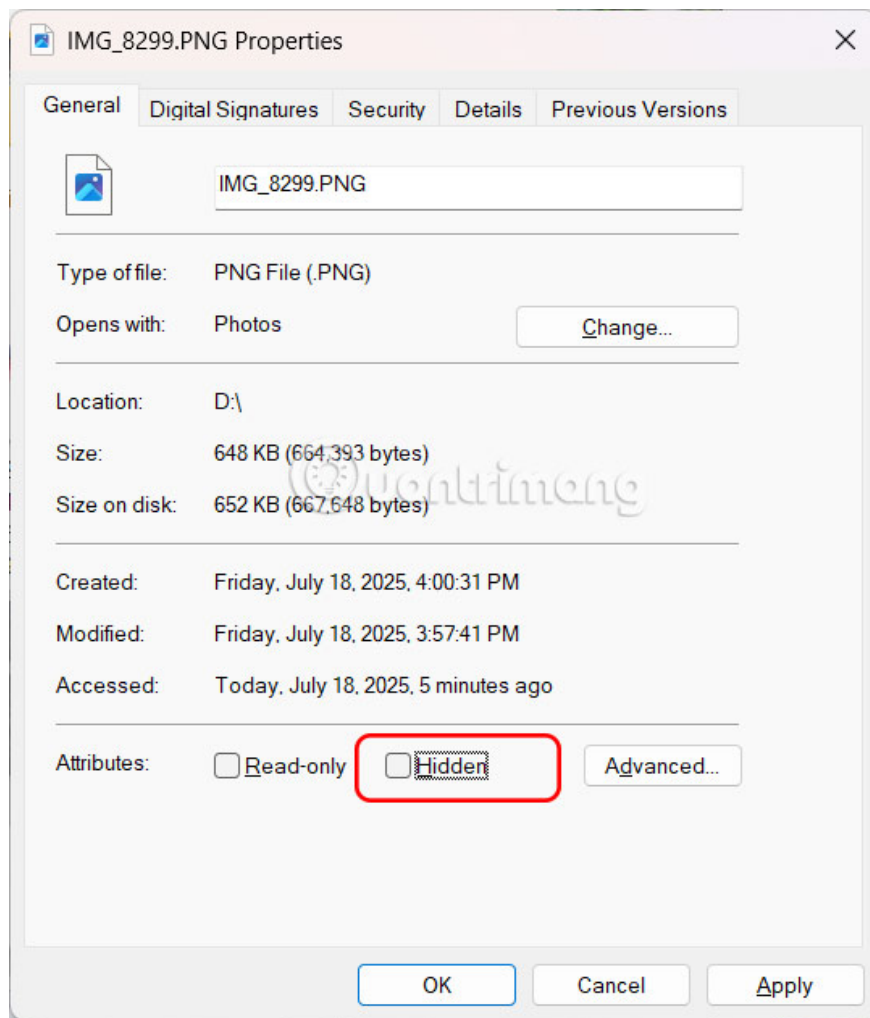 IMG_8299.PNG Properties
General Digital Signatures Security Details Previous Versions
IMG_8299.PNG
Type of file: PNG File (.PNG)
Opens with: Photos Change...
Location: D:\
Size: 648 KB (664,393 bytes)
Quantrimang
Size on disk: 652 KB (667,648 bytes)
Created: Friday, July 18, 2025, 4:00:31 PM
Modified: Friday, July 18, 2025, 3:57:41 PM
Accessed: Today, July 18, 2025, 5 minutes ago
Attributes: Read-only Hidden Advanced...
OK Cancel Apply